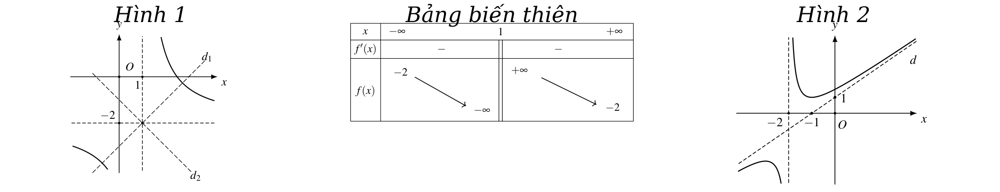 Hình 1
y
d₁
O
x
1
−2
d₂
Bảng biến thiên
x −∞ 1 +∞
f′(x) − −
f(x) −2 −∞ +∞ −2
Hình 2
y
d
1
x
−2 −1 O